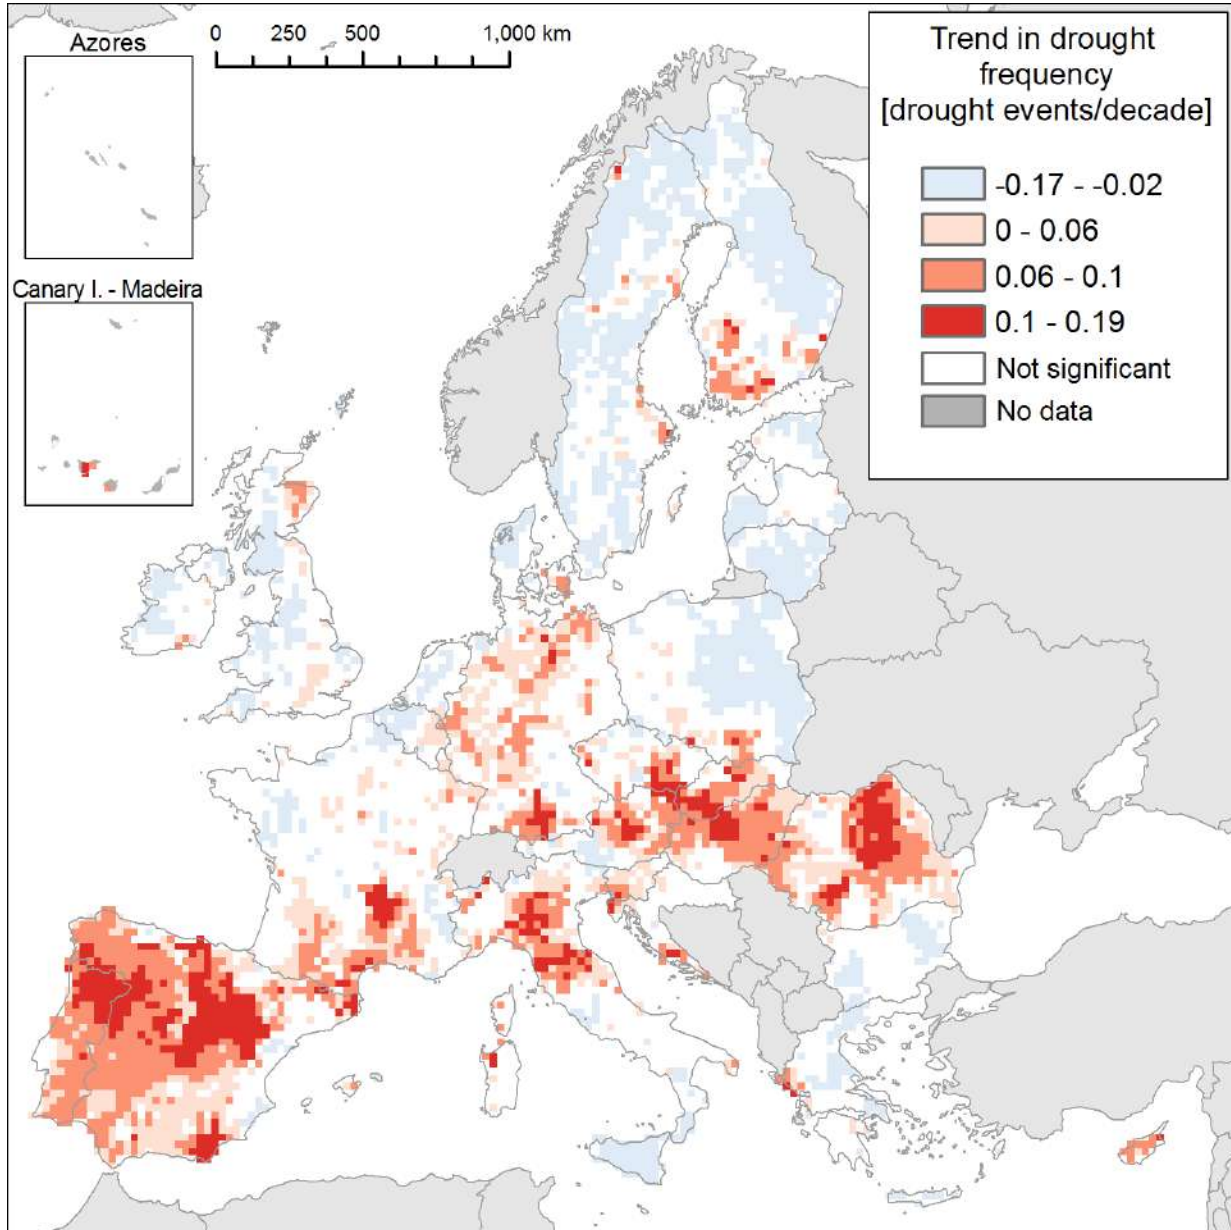 Azores
0 250 500 1,000 km
Canary I. - Madeira
Trend in drought
frequency
[drought events/decade]
-0.17 - -0.02
0 - 0.06
0.06 - 0.1
0.1 - 0.19
Not significant
No data